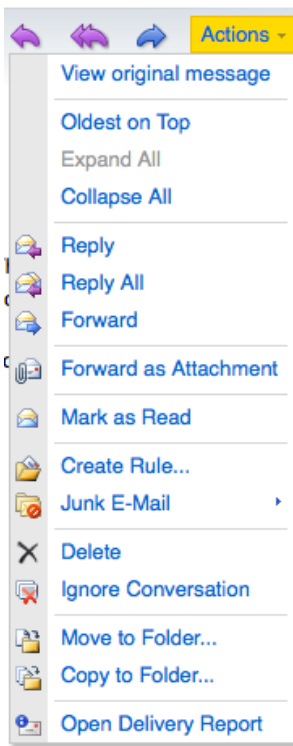 Actions
View original message
Oldest on Top
Expand All
Collapse All
Reply
Reply All
Forward
Forward as Attachment
Mark as Read
Create Rule...
Junk E-Mail
Delete
Ignore Conversation
Move to Folder...
Copy to Folder...
Open Delivery Report